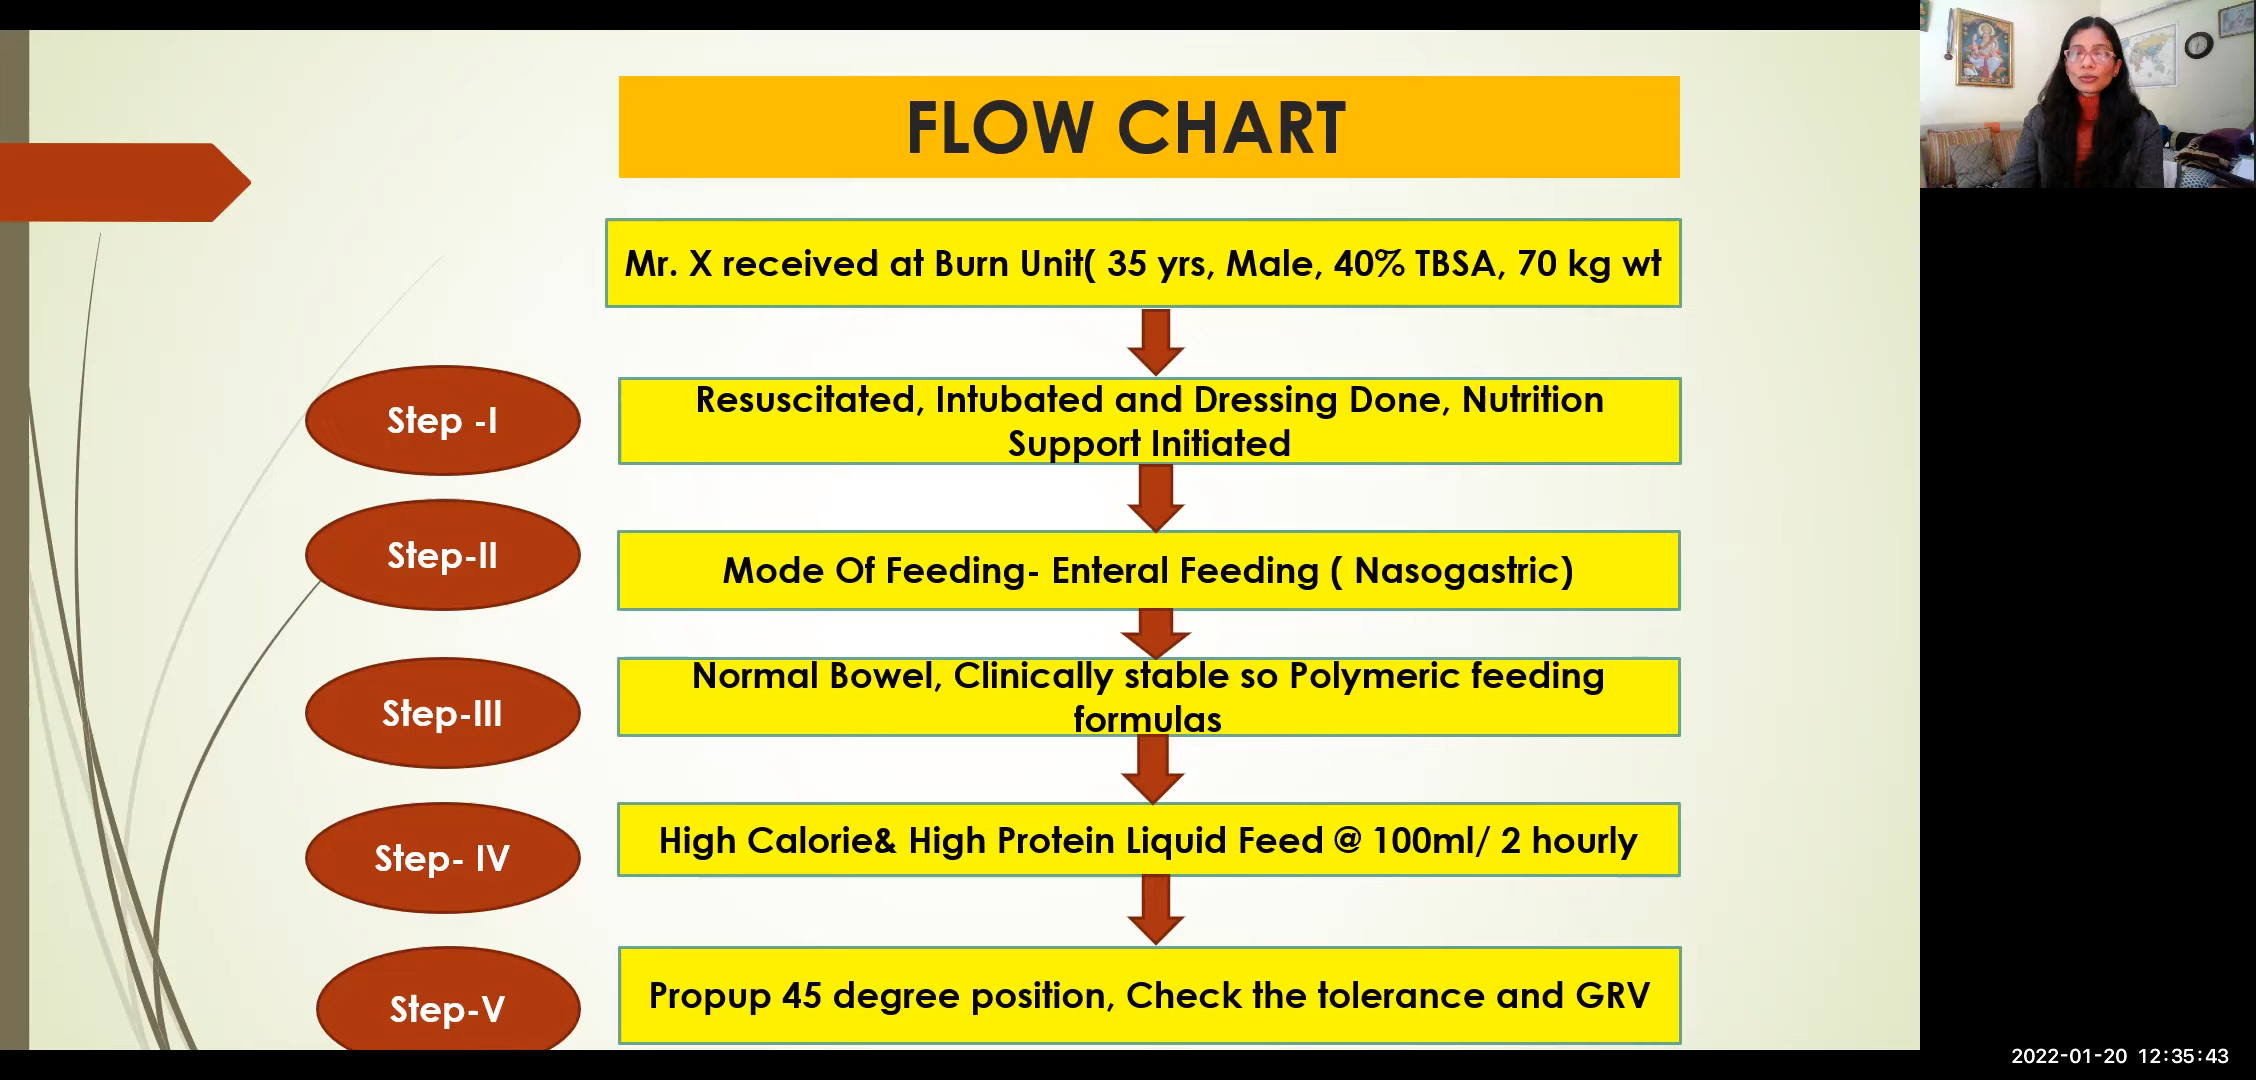 FLOW CHART
Mr. X received at Burn Unit( 35 yrs, Male, 40% TBSA, 70 kg wt
Step -I
Resuscitated, Intubated and Dressing Done, Nutrition
Support Initiated
Step-II
Mode Of Feeding- Enteral Feeding ( Nasogastric)
Step-III
Normal Bowel, Clinically stable so Polymeric feeding
formulas
Step- IV
High Calorie& High Protein Liquid Feed @ 100ml/ 2 hourly
Step-V
Propup 45 degree position, Check the tolerance and GRV
2022-01-20 12:35:43